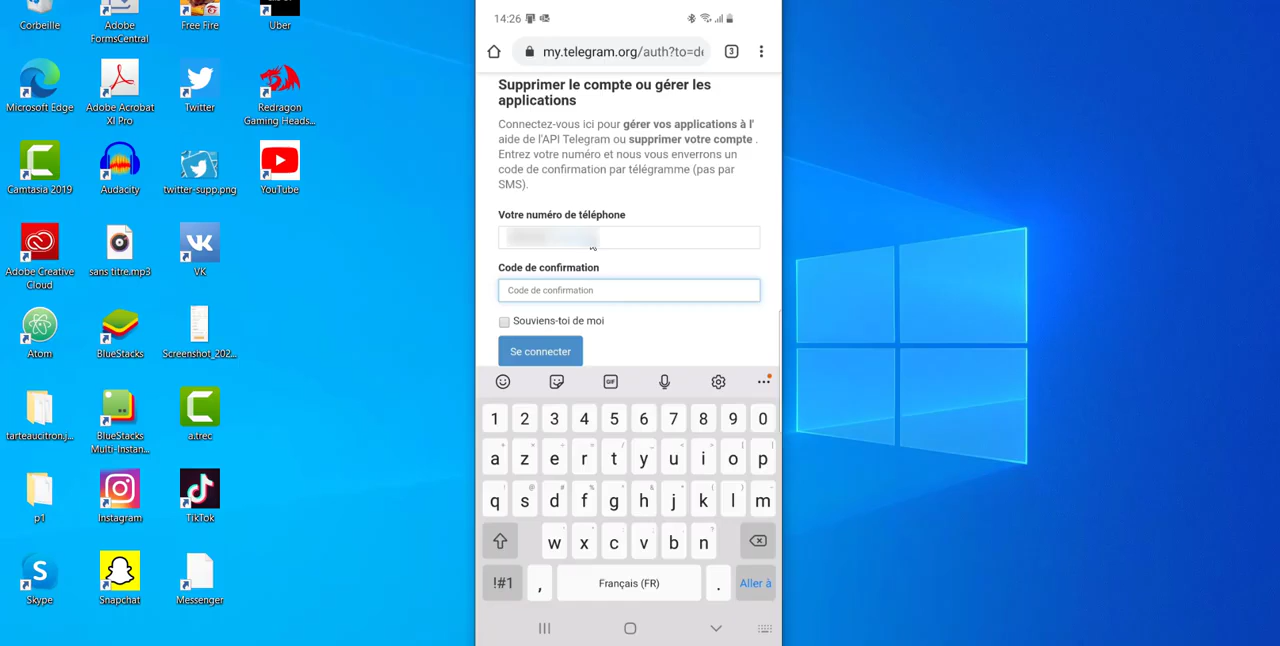 Corbeille
Adobe
FormsCentral
Free Fire
Uber
Microsoft Edge
Adobe Acrobat
XI Pro
Twitter
Redragon
Gaming Heads...
Camtasia 2019
Audacity
twitter-supp.png
YouTube
Adobe Creative
Cloud
sans titre.mp3
VK
Atom
BlueStacks
Screenshot_202...
tarteaucitron.j...
BlueStacks
Multi-Instan...
a.trec
p1
Instagram
TikTok
Skype
Snapchat
Messenger
14:26
my.telegram.org/auth?to=de
3
Supprimer le compte ou gérer les
applications
Connectez-vous ici pour gérer vos applications à l'
aide de l'API Telegram ou supprimer votre compte .
Entrez votre numéro et nous vous enverrons un
code de confirmation par télégramme (pas par
SMS).
Votre numéro de téléphone
Code de confirmation
Code de confirmation
Souviens-toi de moi
Se connecter
GIF
1 2 3 4 5 6 7 8 9 0
a z e r t y u i o p
q s d f g h j k l m
w x c v b n
!#1 , Français (FR) . Aller à